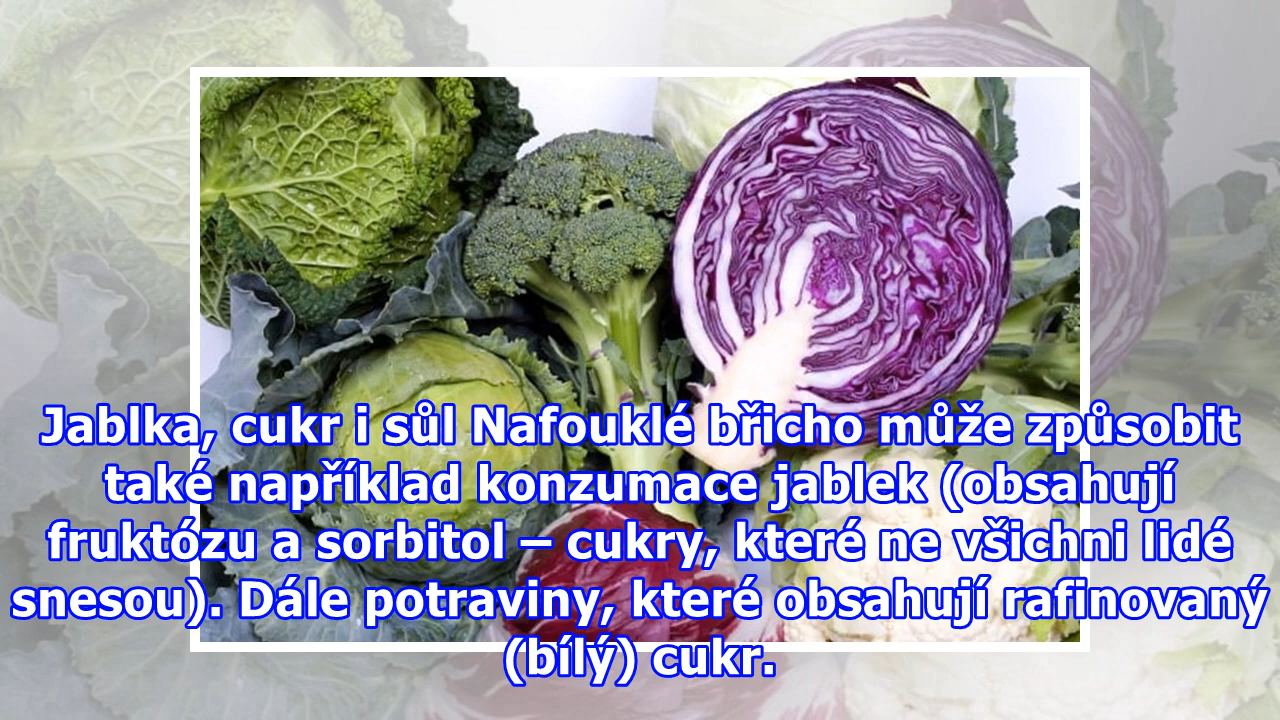 Jablka, cukr i sůl Nafouklé břicho může způsobit
také například konzumace jablek (obsahují
fruktózu a sorbitol – cukry, které ne všichni lidé
snesou). Dále potraviny, které obsahují rafinovaný
(bílý) cukr.